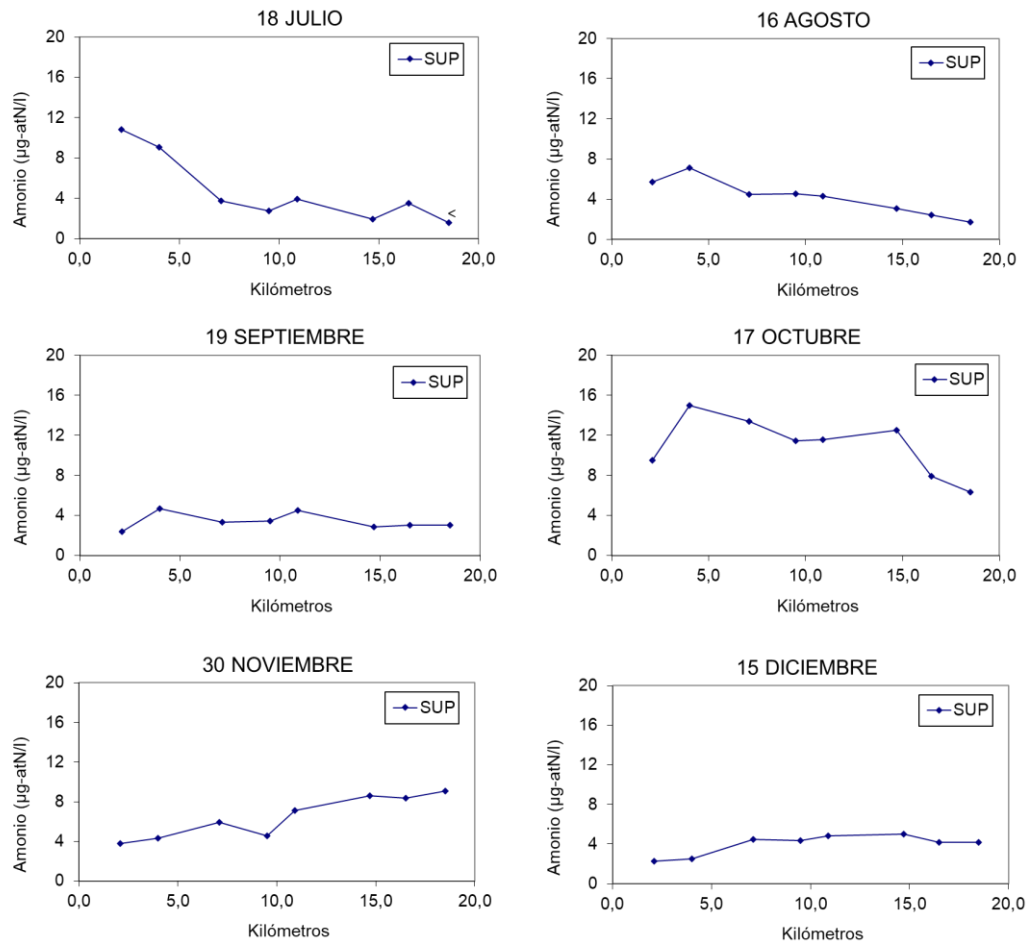 18 JULIO
20
16
12
8
4
0
Amonio (µg-atN/l)
SUP
<
0,0 5,0 10,0 15,0 20,0
Kilómetros
16 AGOSTO
20
16
12
8
4
0
Amonio (µg-atN/l)
SUP
0,0 5,0 10,0 15,0 20,0
Kilómetros
19 SEPTIEMBRE
20
16
12
8
4
0
Amonio (µg-atN/l)
SUP
0,0 5,0 10,0 15,0 20,0
Kilómetros
17 OCTUBRE
20
16
12
8
4
0
Amonio (µg-atN/l)
SUP
0,0 5,0 10,0 15,0 20,0
Kilómetros
30 NOVIEMBRE
20
16
12
8
4
0
Amonio (µg-atN/l)
SUP
0,0 5,0 10,0 15,0 20,0
Kilómetros
15 DICIEMBRE
20
16
12
8
4
0
Amonio (µg-atN/l)
SUP
0,0 5,0 10,0 15,0 20,0
Kilómetros